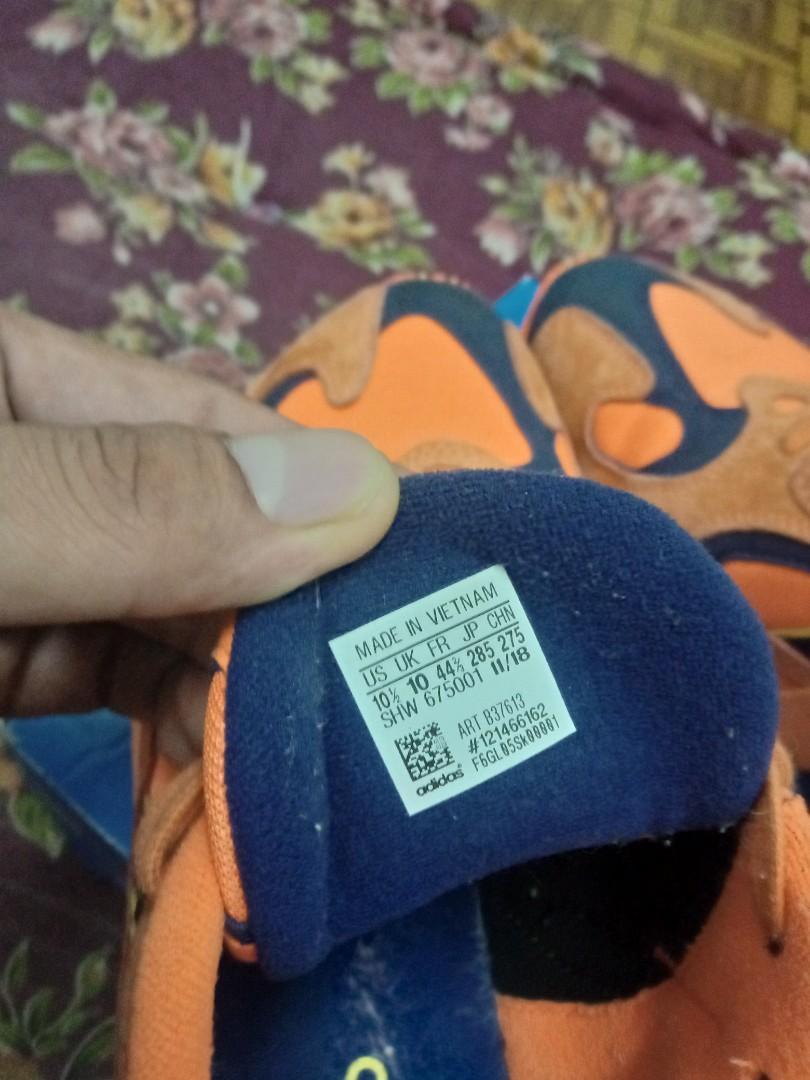 MADE IN VIETNAM
US UK FR JP CHN
10½ 10 44⅔ 285 275
SHW 675001 11/18
ART B37613
#121466162
F6GL05Sk00001
adidas